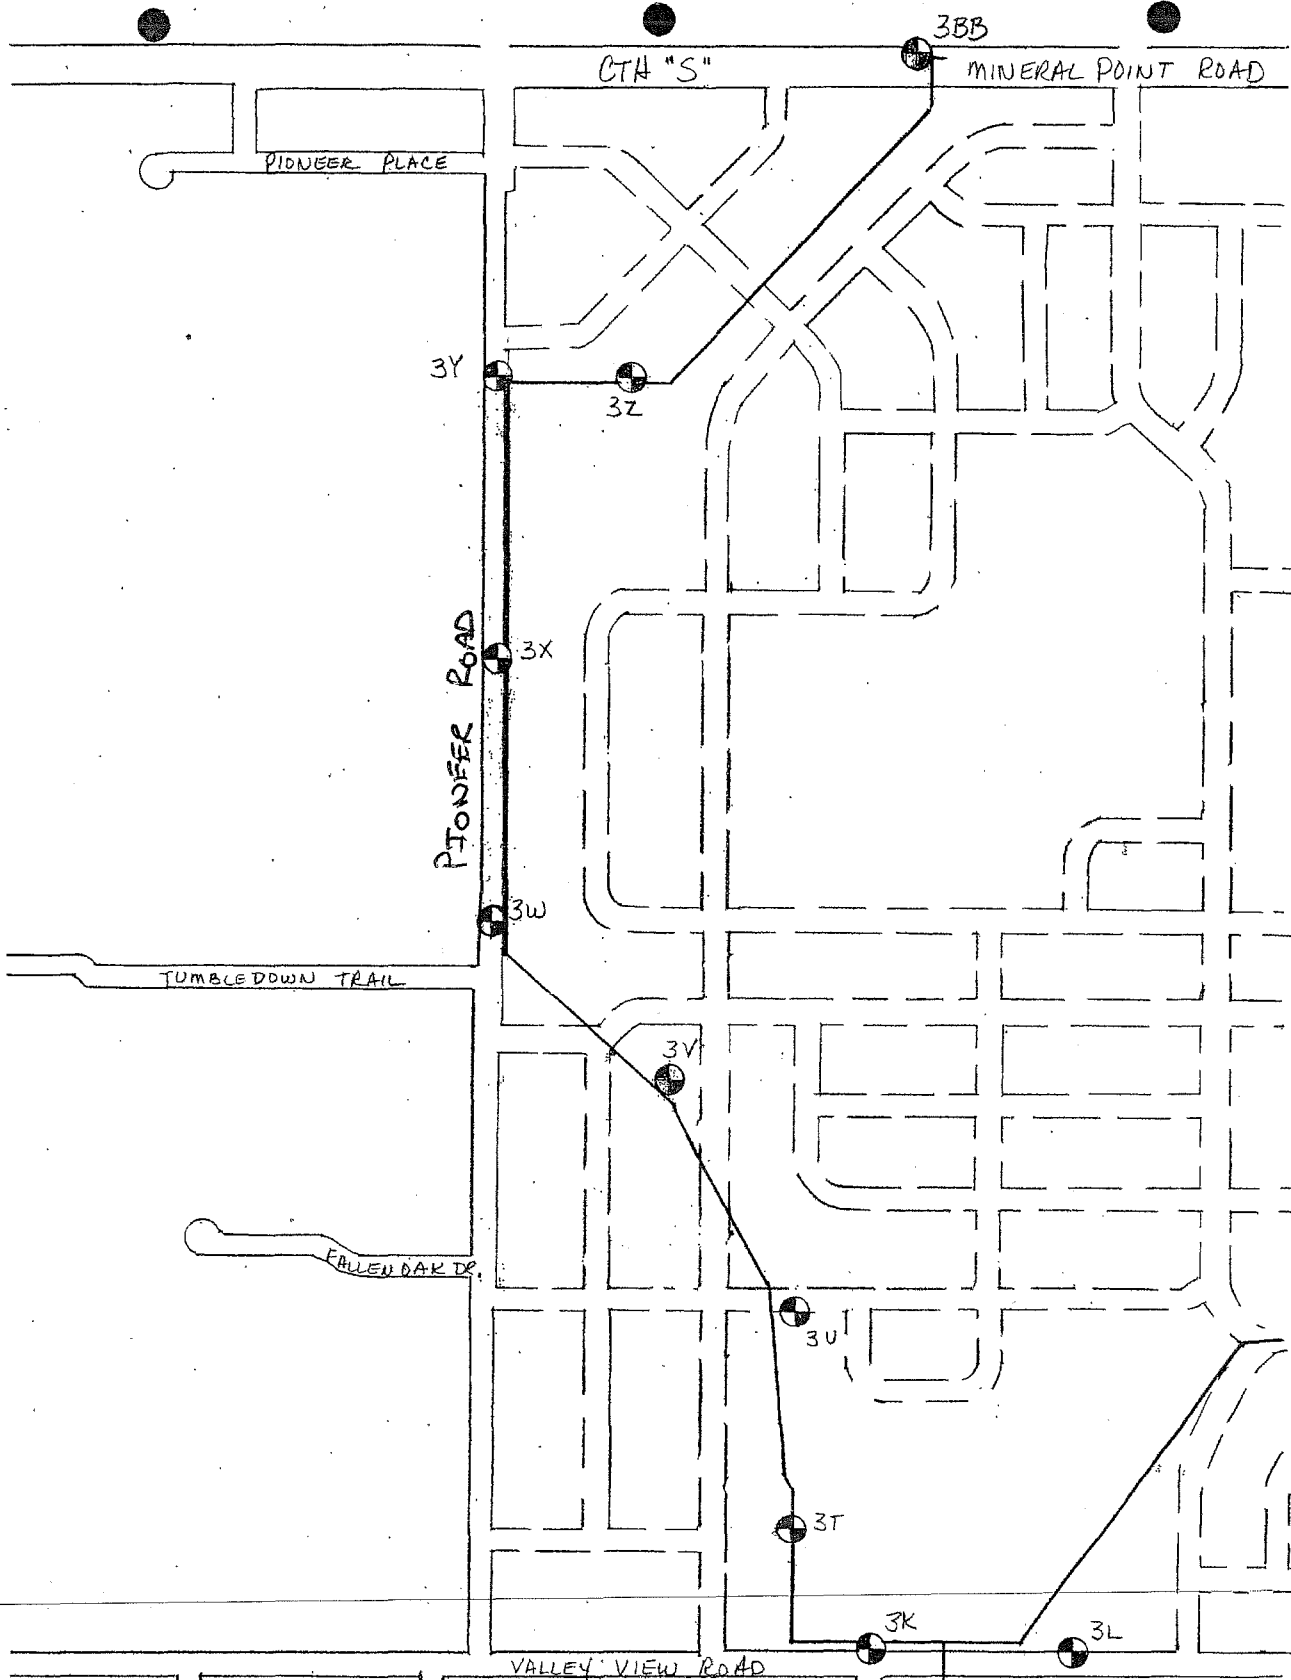 3BB
CTH "S"
MINERAL POINT ROAD
PIONEER PLACE
3Y
3Z
PIONEER ROAD
3X
3W
TUMBLEDOWN TRAIL
3V
FALLEN OAK DR.
3U
3T
3K
3L
VALLEY VIEW ROAD